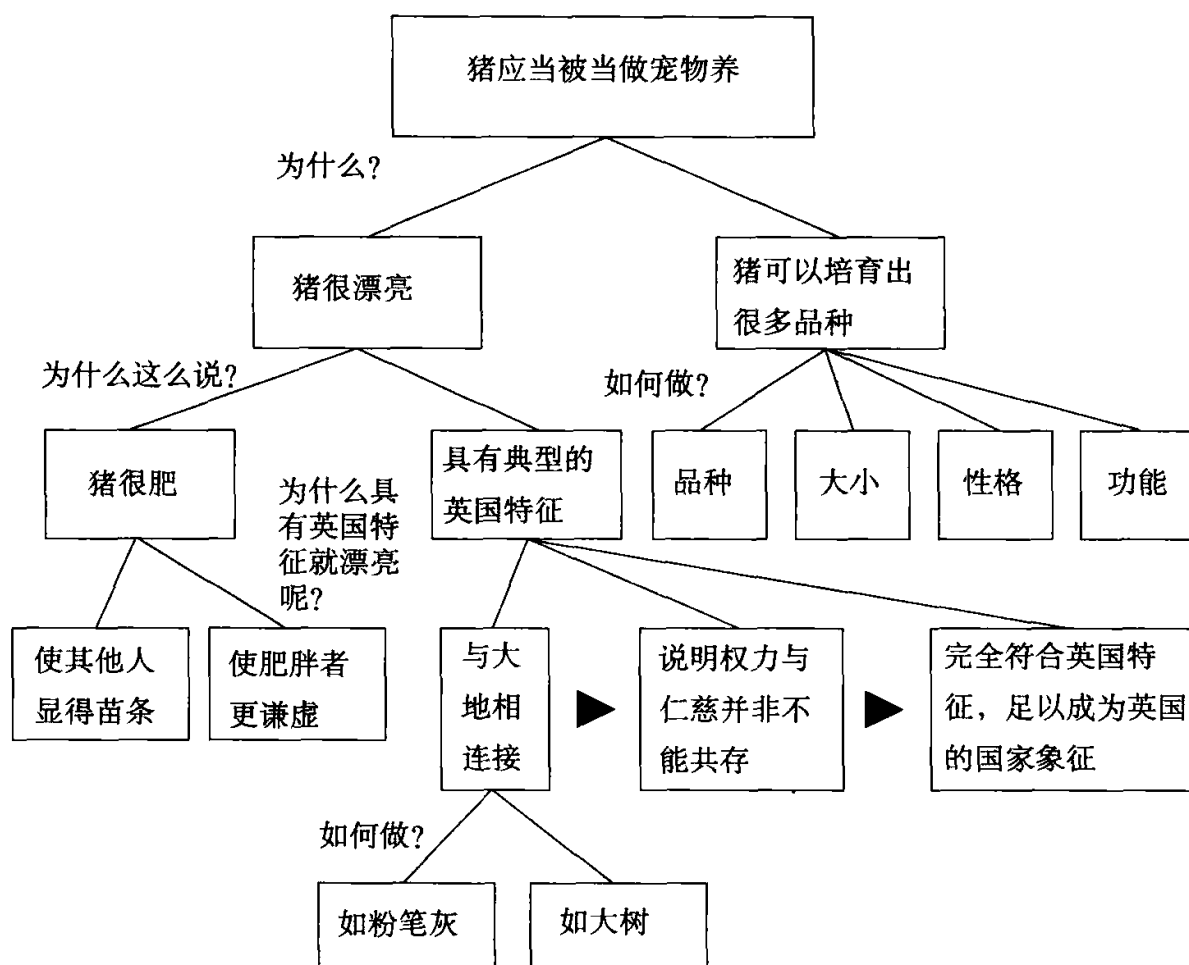 猪应当被当做宠物养
为什么?
猪很漂亮
猪可以培育出
很多品种
为什么这么说?
如何做?
猪很肥
具有典型的
英国特征
品种
大小
性格
功能
为什么具
有英国特
征就漂亮
呢?
使其他人
显得苗条
使肥胖者
更谦虚
与大
地相
连接
说明权力与
仁慈并非不
能共存
完全符合英国特
征，足以成为英国
的国家象征
如何做?
如粉笔灰
如大树